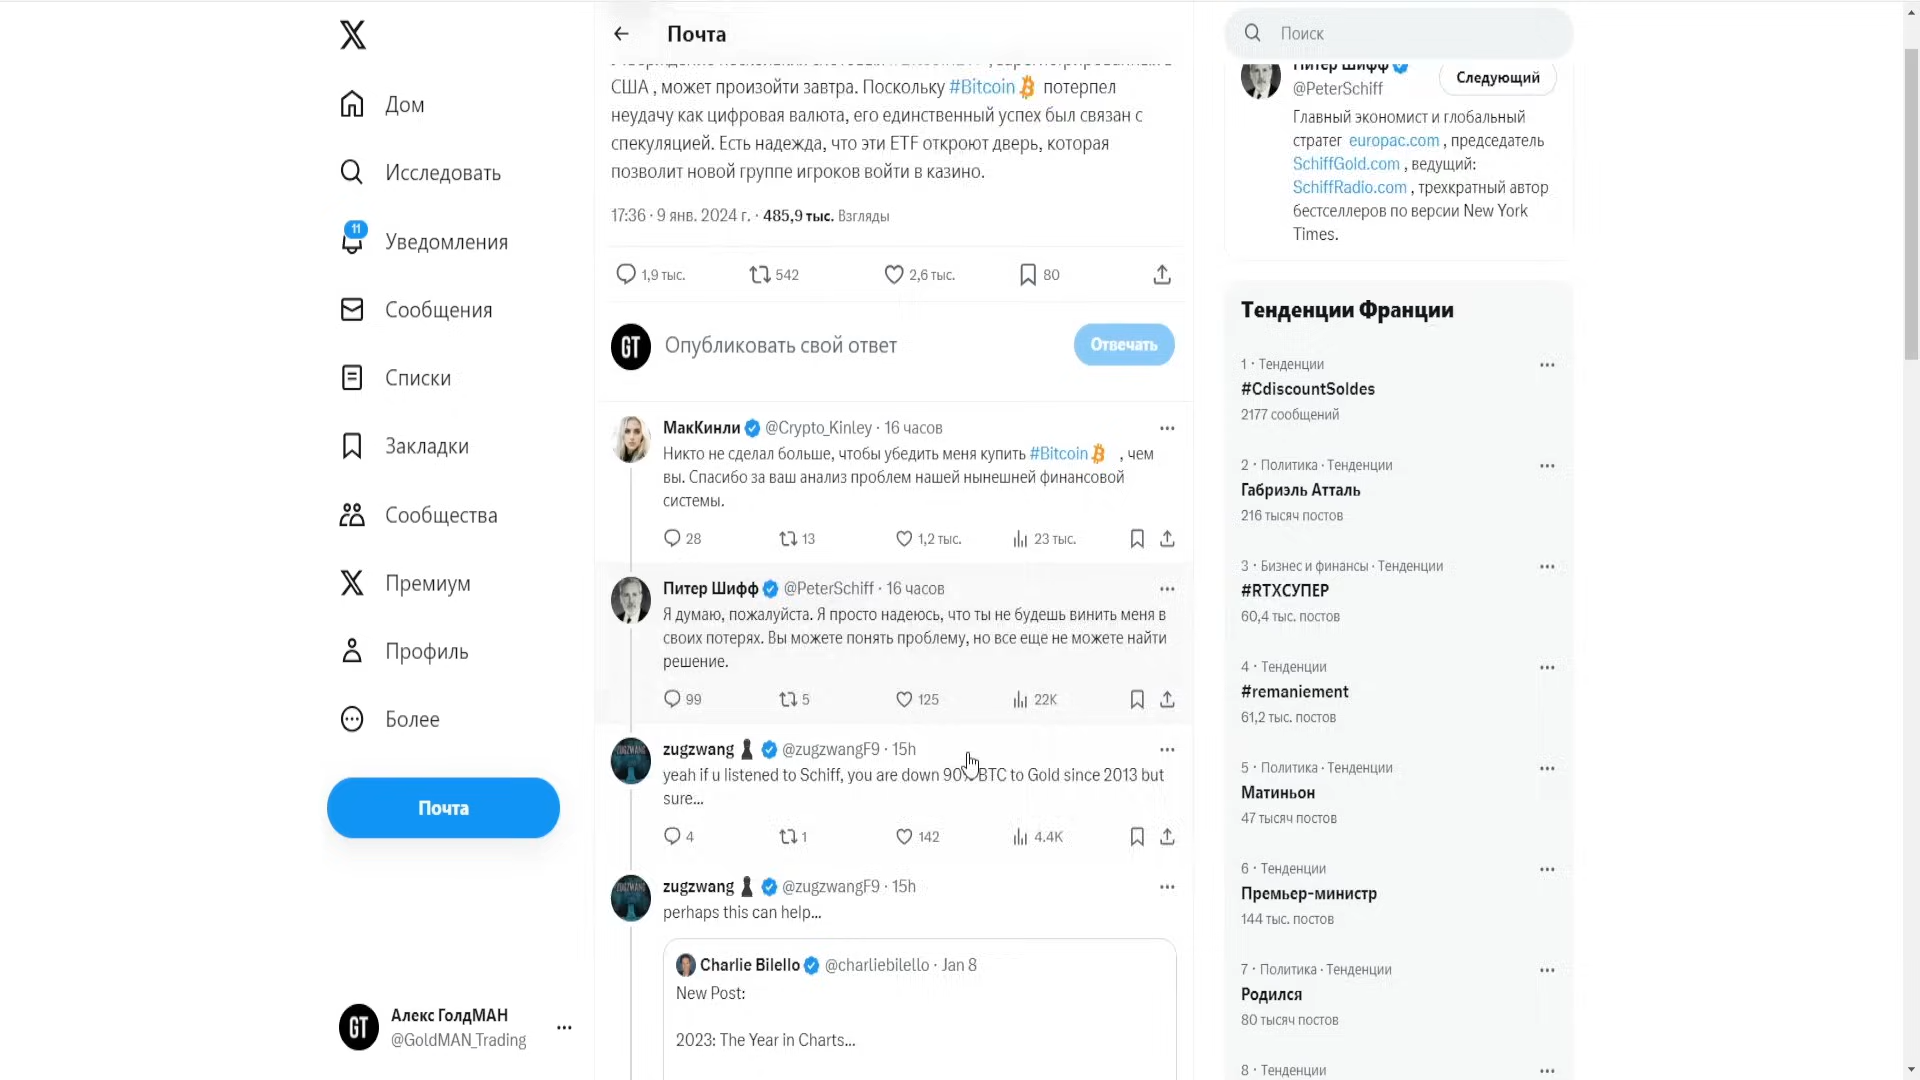 Дом
Исследовать
11
Уведомления
Сообщения
Списки
Закладки
Сообщества
Премиум
Профиль
Более
Почта
GT
Алекс ГолдМАН
@GoldMAN_Trading
Почта
США , может произойти завтра. Поскольку #Bitcoin потерпел
неудачу как цифровая валюта, его единственный успех был связан с
спекуляцией. Есть надежда, что эти ETF откроют дверь, которая
позволит новой группе игроков войти в казино.
17:36 · 9 янв. 2024 г. · 485,9 тыс. Взгляды
1,9 тыс. 542 2,6 тыс. 80
GT Опубликовать свой ответ Отвечать
МакКинли @Crypto_Kinley · 16 часов
Никто не сделал больше, чтобы убедить меня купить #Bitcoin , чем
вы. Спасибо за ваш анализ проблем нашей нынешней финансовой
системы.
28 13 1,2 тыс. 23 тыс.
Питер Шифф @PeterSchiff · 16 часов
Я думаю, пожалуйста. Я просто надеюсь, что ты не будешь винить меня в
своих потерях. Вы можете понять проблему, но все еще не можете найти
решение.
99 5 125 22K
zugzwang @zugzwangF9 · 15h
yeah if u listened to Schiff, you are down 90% BTC to Gold since 2013 but
sure...
4 1 142 4.4K
zugzwang @zugzwangF9 · 15h
perhaps this can help...
Charlie Bilello @charliebilello · Jan 8
New Post:
2023: The Year in Charts...
Поиск
Питер Шифф
@PeterSchiff
Следующий
Главный экономист и глобальный
стратег europac.com , председатель
SchiffGold.com , ведущий:
SchiffRadio.com , трехкратный автор
бестселлеров по версии New York
Times.
Тенденции Франции
1 · Тенденции
#CdiscountSoldes
2177 сообщений
2 · Политика · Тенденции
Габриэль Атталь
216 тысяч постов
3 · Бизнес и финансы · Тенденции
#RTXСУПЕР
60,4 тыс. постов
4 · Тенденции
#remaniement
61,2 тыс. постов
5 · Политика · Тенденции
Матиньон
47 тысяч постов
6 · Тенденции
Премьер-министр
144 тыс. постов
7 · Политика · Тенденции
Родился
80 тысяч постов
8 · Тенденции